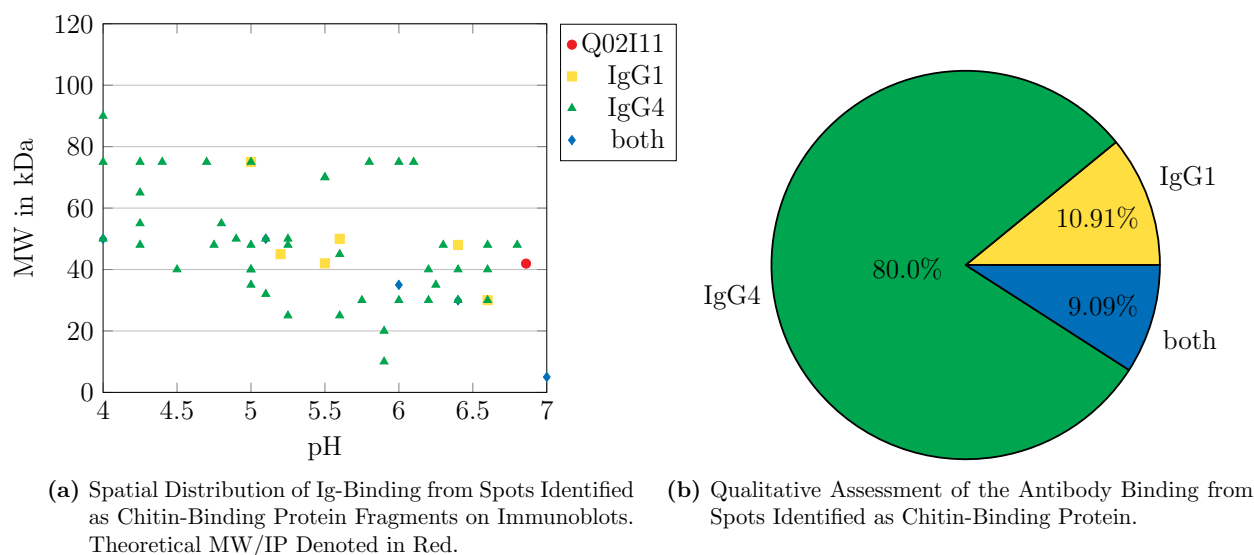 120
100
80
60
40
20
0
MW in kDa
4 4.5 5 5.5 6 6.5 7
pH
Q02I11
IgG1
IgG4
both
IgG1
10.91%
80.0%
IgG4
9.09%
both
(a) Spatial Distribution of Ig-Binding from Spots Identified
as Chitin-Binding Protein Fragments on Immunoblots.
Theoretical MW/IP Denoted in Red.
(b) Qualitative Assessment of the Antibody Binding from
Spots Identified as Chitin-Binding Protein.